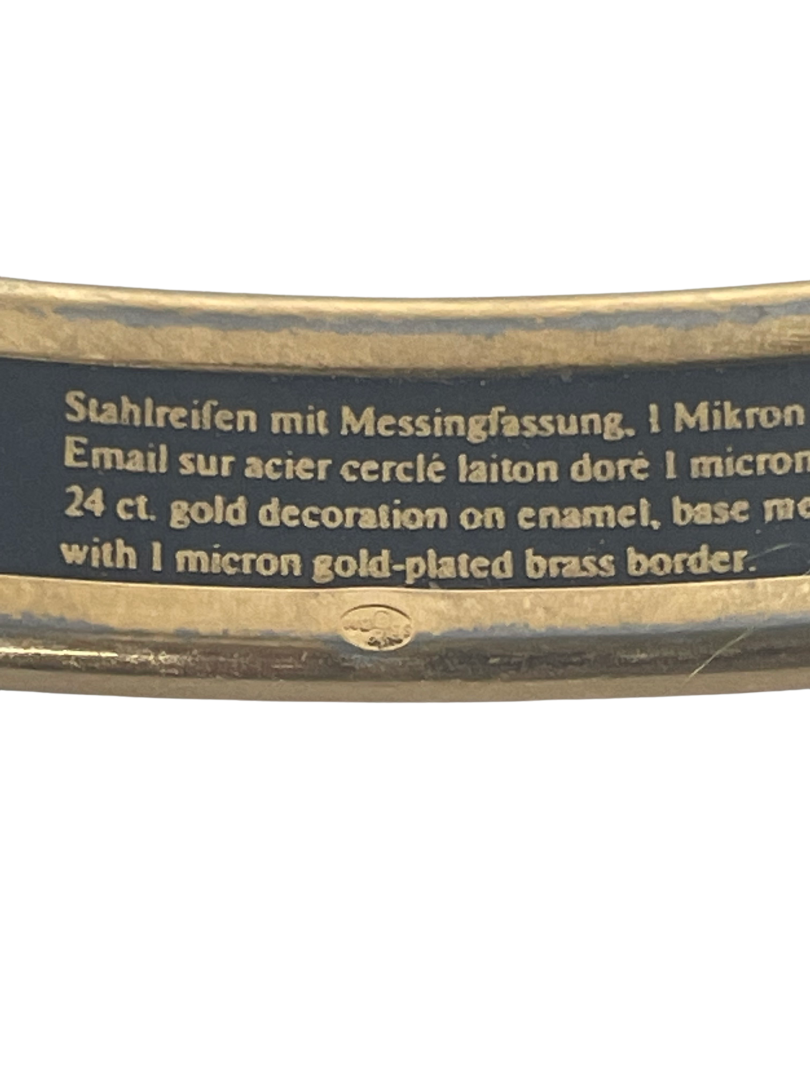 Stahlreifen mit Messingfassung. 1 Mikron
Email sur acier cerclé laiton doré 1 micron
24 ct. gold decoration on enamel, base me
with 1 micron gold-plated brass border.